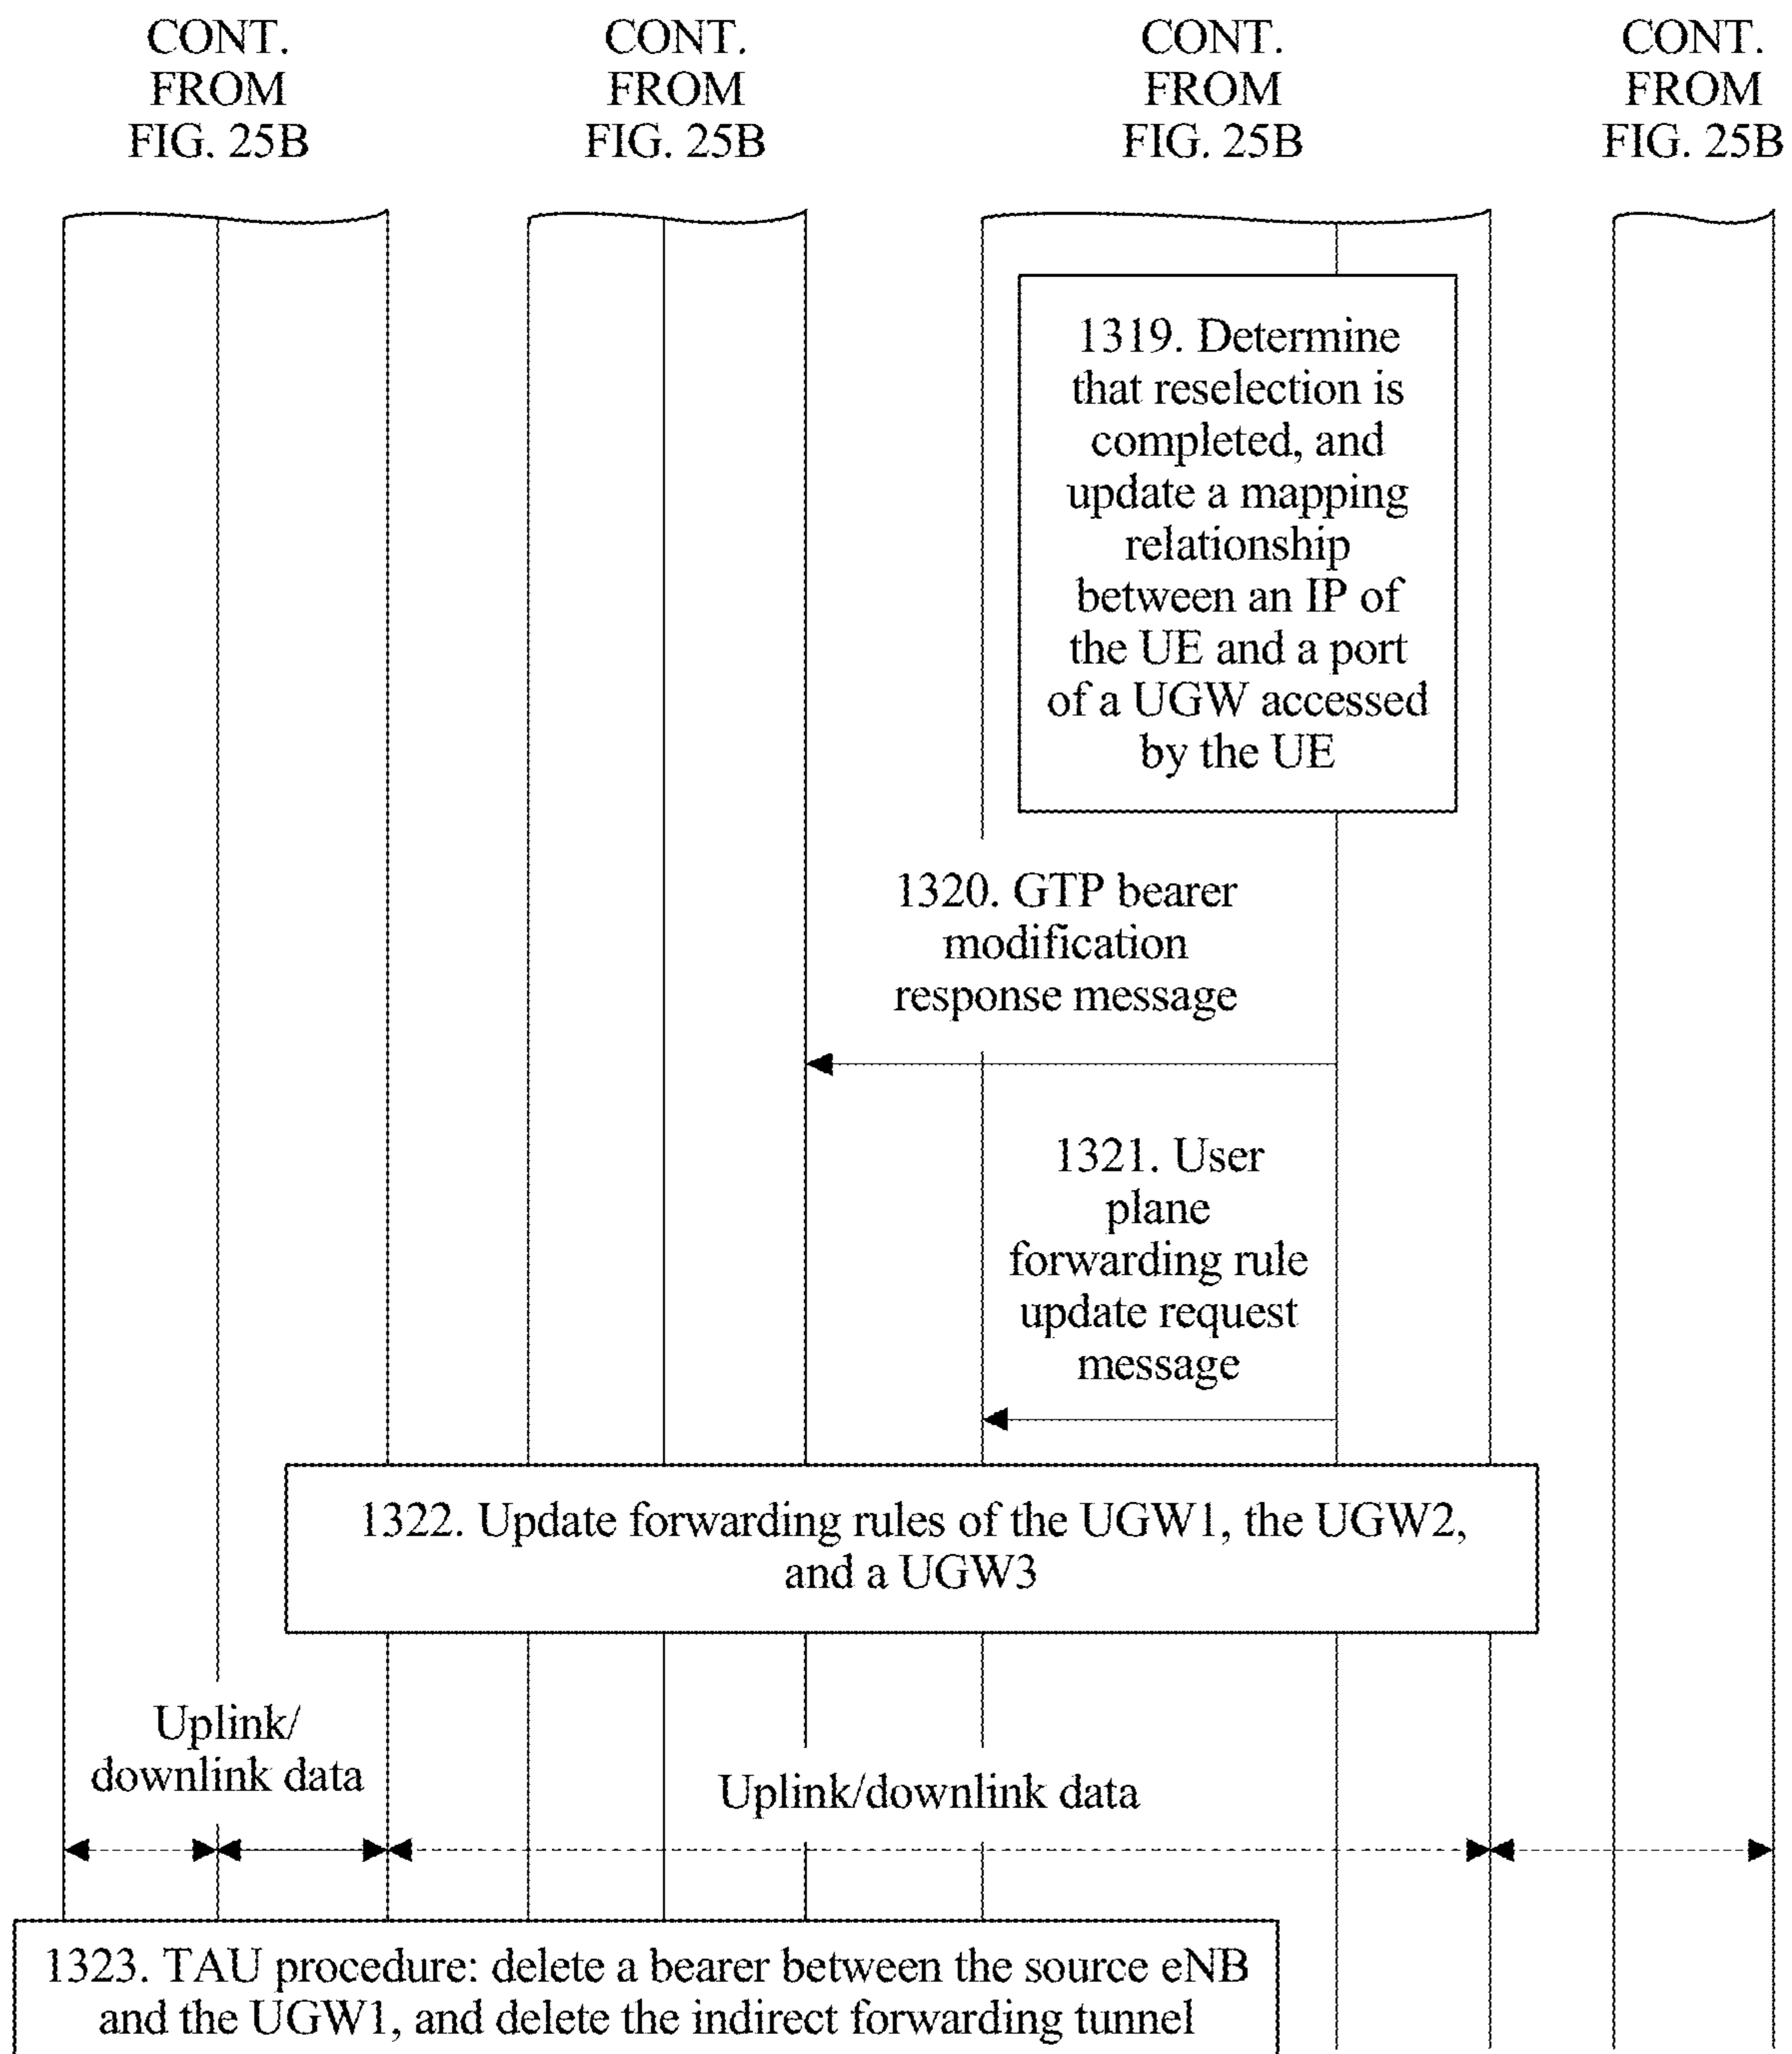 CONT.
FROM
FIG. 25B
CONT.
FROM
FIG. 25B
CONT.
FROM
FIG. 25B
CONT.
FROM
FIG. 25B
1319. Determine
that reselection is
completed, and
update a mapping
relationship
between an IP of
the UE and a port
of a UGW accessed
by the UE
1320. GTP bearer
modification
response message
1321. User
plane
forwarding rule
update request
message
1322. Update forwarding rules of the UGW1, the UGW2,
and a UGW3
Uplink/
downlink data
Uplink/downlink data
1323. TAU procedure: delete a bearer between the source eNB
and the UGW1, and delete the indirect forwarding tunnel